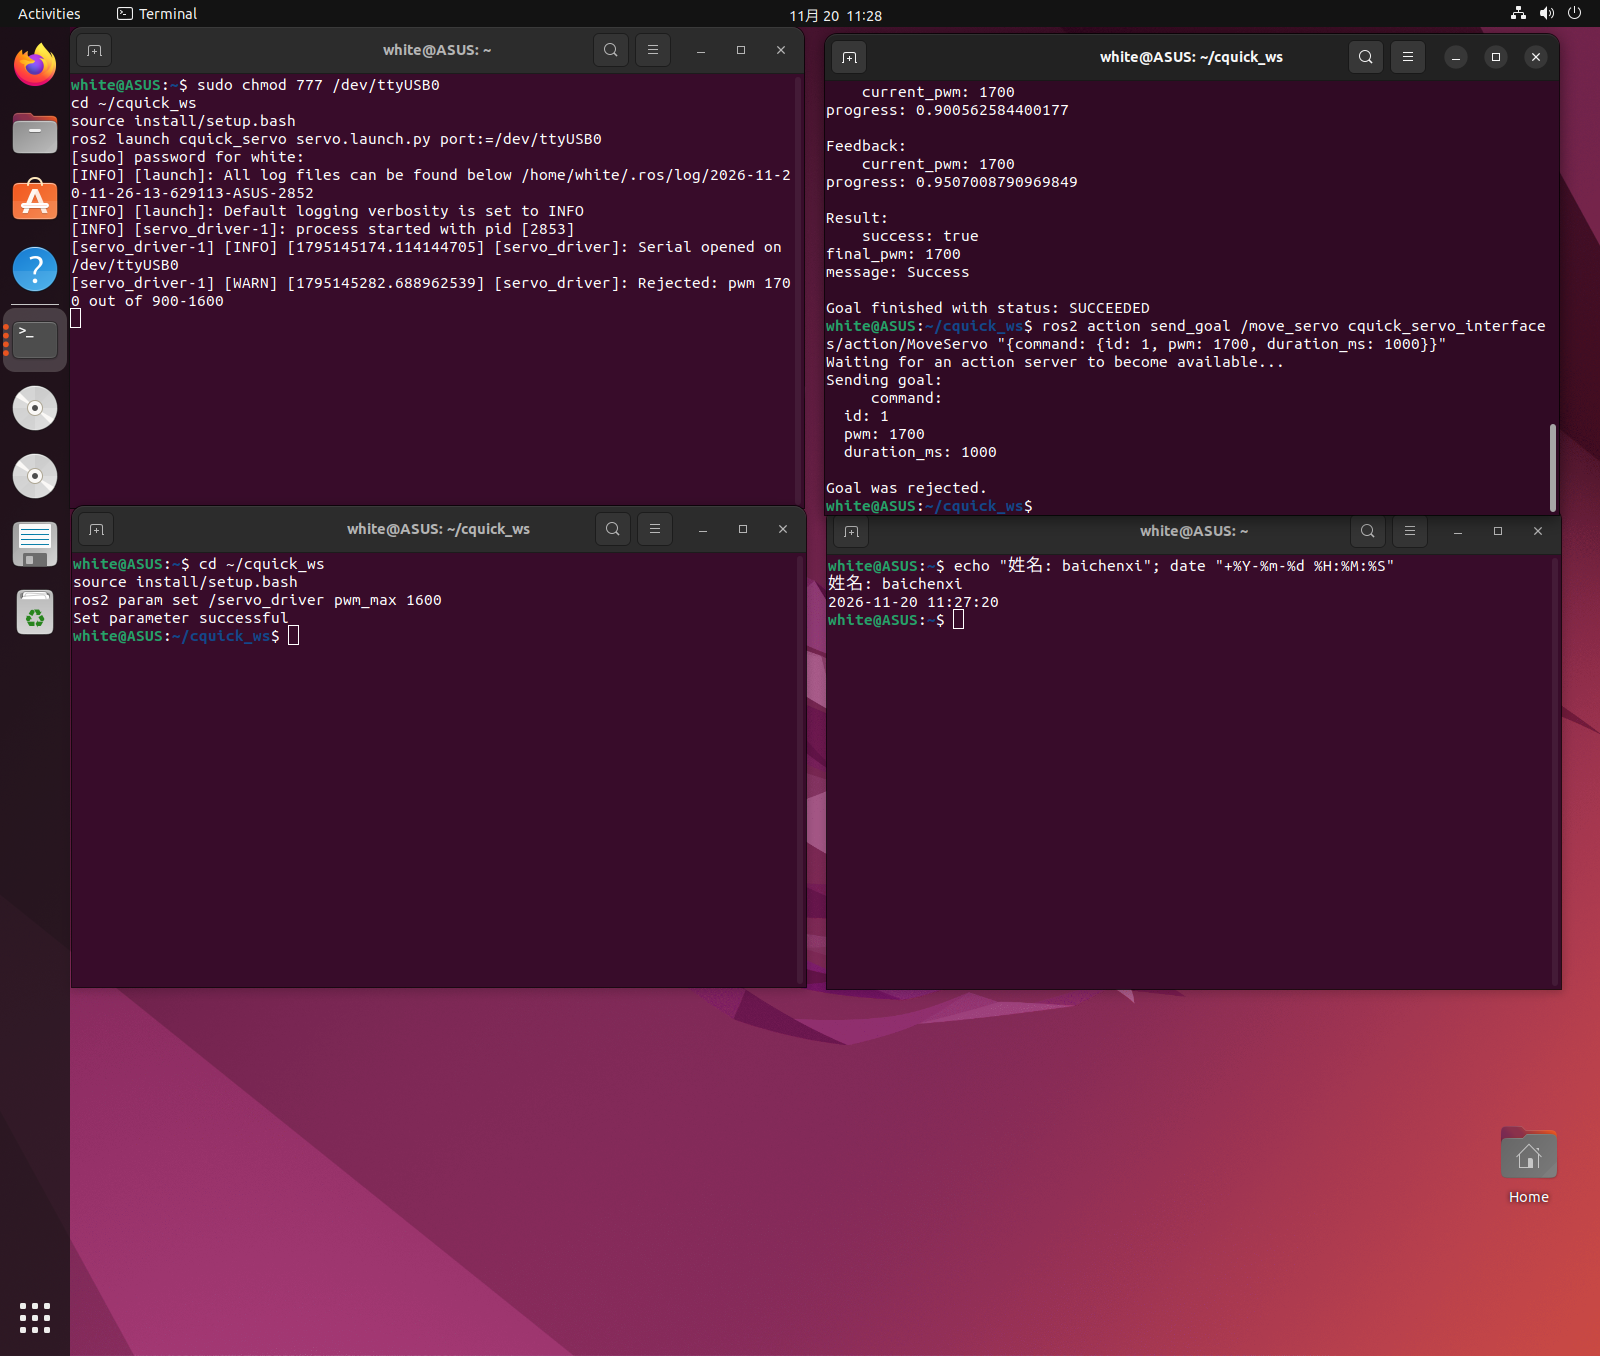 Activities
Terminal
11月 20 11:28
white@ASUS: ~
white@ASUS:~$ sudo chmod 777 /dev/ttyUSB0
cd ~/cquick_ws
source install/setup.bash
ros2 launch cquick_servo servo.launch.py port:=/dev/ttyUSB0
[sudo] password for white:
[INFO] [launch]: All log files can be found below /home/white/.ros/log/2026-11-2
0-11-26-13-629113-ASUS-2852
[INFO] [launch]: Default logging verbosity is set to INFO
[INFO] [servo_driver-1]: process started with pid [2853]
[servo_driver-1] [INFO] [1795145174.114144705] [servo_driver]: Serial opened on
/dev/ttyUSB0
[servo_driver-1] [WARN] [1795145282.688962539] [servo_driver]: Rejected: pwm 170
0 out of 900-1600
white@ASUS: ~/cquick_ws
current_pwm: 1700
progress: 0.900562584400177
Feedback:
current_pwm: 1700
progress: 0.9507008790969849
Result:
success: true
final_pwm: 1700
message: Success
Goal finished with status: SUCCEEDED
white@ASUS:~/cquick_ws$ ros2 action send_goal /move_servo cquick_servo_interface
s/action/MoveServo "{command: {id: 1, pwm: 1700, duration_ms: 1000}}"
Waiting for an action server to become available...
Sending goal:
command:
id: 1
pwm: 1700
duration_ms: 1000
Goal was rejected.
white@ASUS:~/cquick_ws$
white@ASUS: ~/cquick_ws
white@ASUS:~$ cd ~/cquick_ws
source install/setup.bash
ros2 param set /servo_driver pwm_max 1600
Set parameter successful
white@ASUS:~/cquick_ws$
white@ASUS: ~
white@ASUS:~$ echo "姓名: baichenxi"; date "+%Y-%m-%d %H:%M:%S"
姓名: baichenxi
2026-11-20 11:27:20
white@ASUS:~$
Home